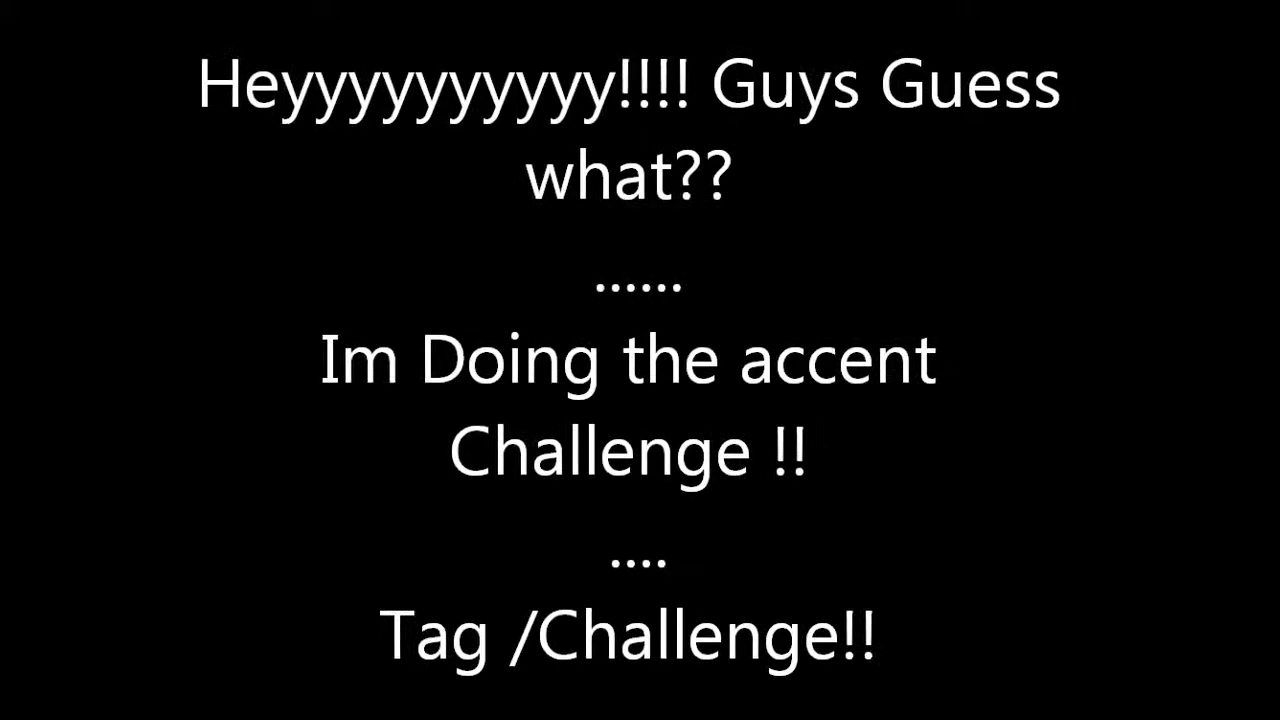 Heyyyyyyyyyy!!!! Guys Guess
what??
......
Im Doing the accent
Challenge !!
....
Tag /Challenge!!